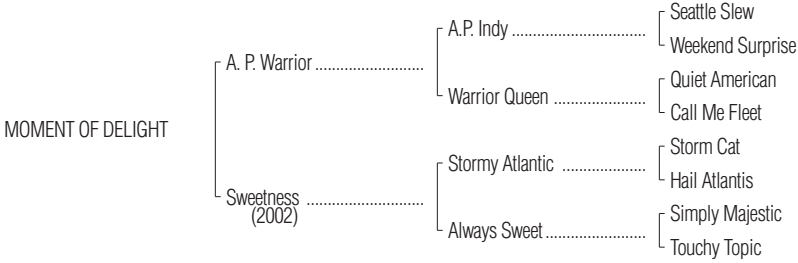 Seattle Slew
A.P. Indy ................................
Weekend Surprise
A. P. Warrior ..........................
Quiet American
Warrior Queen ......................
Call Me Fleet
MOMENT OF DELIGHT
Storm Cat
Stormy Atlantic ....................
Hail Atlantis
Sweetness ............................
(2002)
Simply Majestic
Always Sweet........................
Touchy Topic